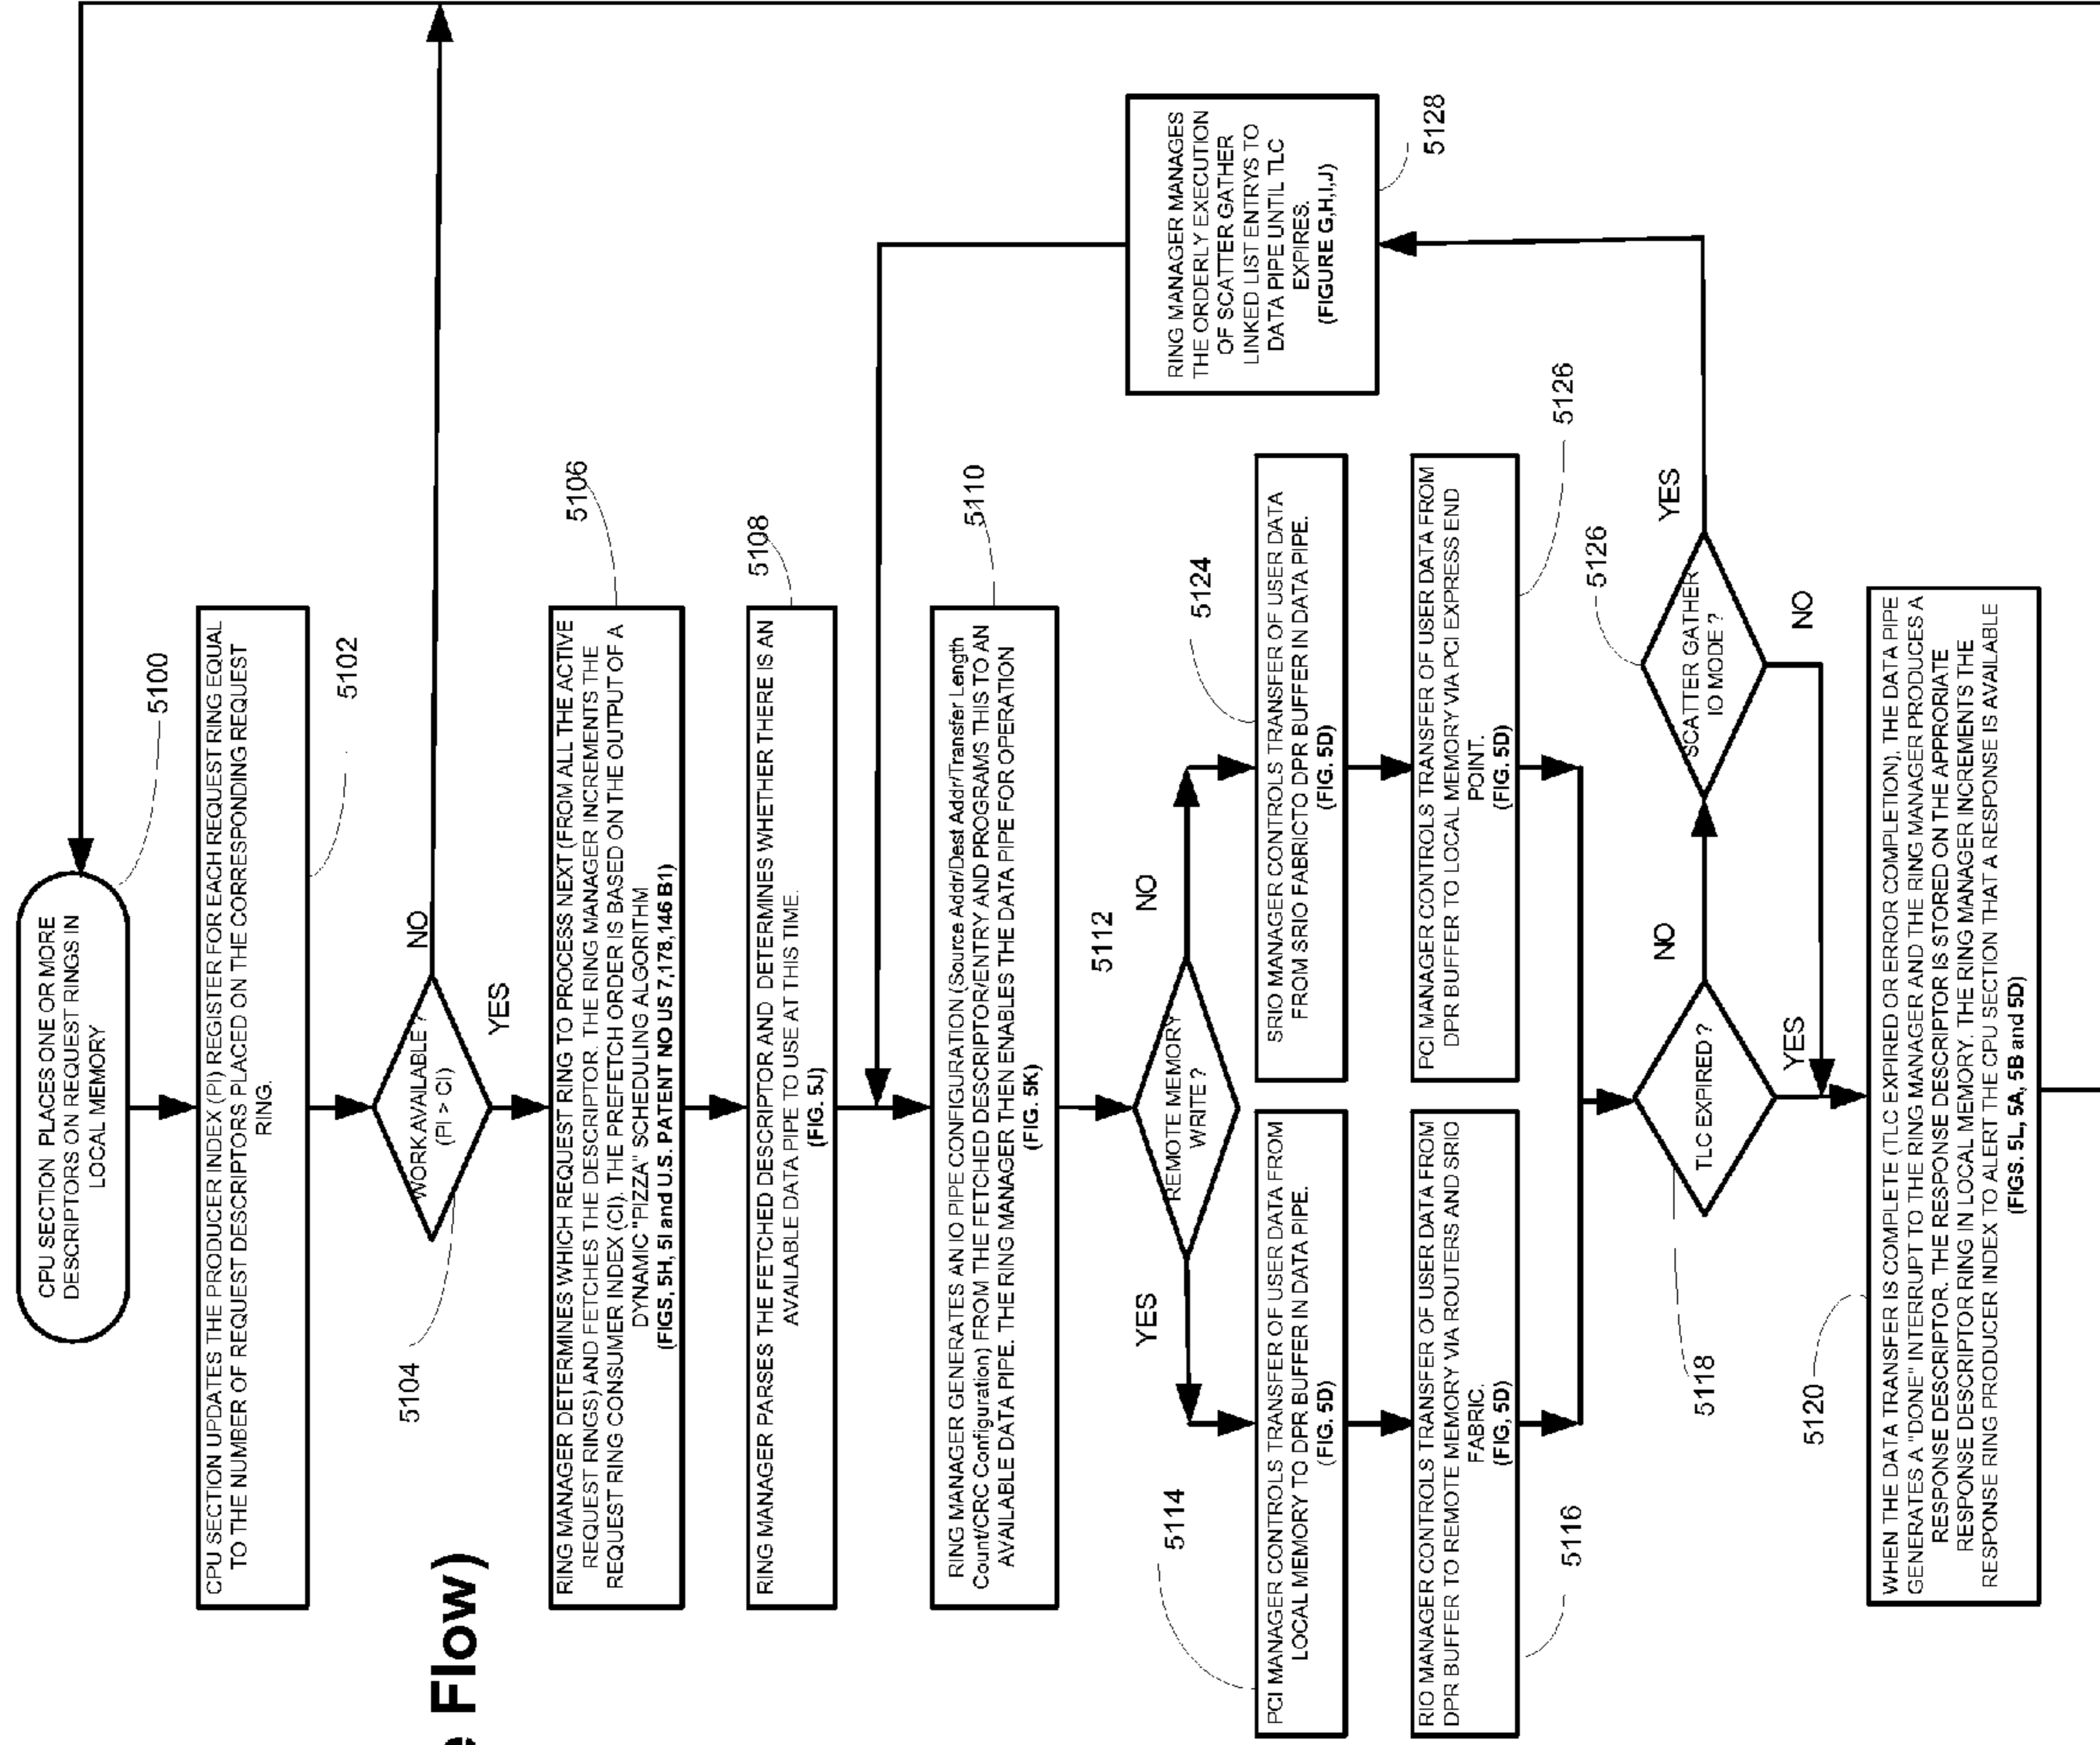 CPU SECTION PLACES ONE OR MORE
DESCRIPTORS ON REQUEST RINGS IN
LOCAL MEMORY
5100
CPU SECTION UPDATES THE PRODUCER INDEX (PI) REGISTER FOR EACH REQUEST RING EQUAL
TO THE NUMBER OF REQUEST DESCRIPTORS PLACED ON THE CORRESPONDING REQUEST
RING.
5102
WORK AVAILABLE ?
(PI > CI)
NO
YES
5104
RING MANAGER DETERMINES WHICH REQUEST RING TO PROCESS NEXT (FROM ALL THE ACTIVE
REQUEST RINGS) AND FETCHES THE DESCRIPTOR. THE RING MANAGER INCREMENTS THE
REQUEST RING CONSUMER INDEX (CI). THE PREFETCH ORDER IS BASED ON THE OUTPUT OF A
DYNAMIC "PIZZA" SCHEDULING ALGORITHM
(FIGS, 5H, 5I and U.S. PATENT NO US 7,178,146 B1)
5106
e Flow)
RING MANAGER PARSES THE FETCHED DESCRIPTOR AND DETERMINES WHETHER THERE IS AN
AVAILABLE DATA PIPE TO USE AT THIS TIME.
(FIG. 5J)
5108
RING MANAGER GENERATES AN IO PIPE CONFIGURATION (Source Addr/Dest Addr/Transfer Length
Count/CRC Configuration) FROM THE FETCHED DESCRIPTOR/ENTRY AND PROGRAMS THIS TO AN
AVAILABLE DATA PIPE. THE RING MANAGER THEN ENABLES THE DATA PIPE FOR OPERATION
(FIG. 5K)
5110
REMOTE MEMORY
WRITE ?
5112
YES
NO
PCI MANAGER CONTROLS TRANSFER OF USER DATA FROM
LOCAL MEMORY TO DPR BUFFER IN DATA PIPE.
(FIG. 5D)
5114
SRIO MANAGER CONTROLS TRANSFER OF USER DATA
FROM SRIO FABRICTO DPR BUFFER IN DATA PIPE.
(FIG. 5D)
5124
RIO MANAGER CONTROLS TRANSFER OF USER DATA FROM
DPR BUFFER TO REMOTE MEMORY VIA ROUTERS AND SRIO
FABRIC.
(FIG, 5D)
5116
PCI MANAGER CONTROLS TRANSFER OF USER DATA FROM
DPR BUFFER TO LOCAL MEMORY VIA PCI EXPRESS END
POINT.
(FIG. 5D)
5126
RING MANAGER MANAGES
THE ORDERLY EXECUTION
OF SCATTER GATHER
LINKED LIST ENTRYS TO
DATA PIPE UNTIL TLC
EXPIRES.
(FIGURE G,H,I,J)
5128
TLC EXPIRED ?
5118
NO
YES
SCATTER GATHER
IO MODE ?
5126
YES
NO
WHEN THE DATA TRANSFER IS COMPLETE (TLC EXPIRED OR ERROR COMPLETION), THE DATA PIPE
GENERATES A "DONE" INTERRUPT TO THE RING MANAGER AND THE RING MANAGER PRODUCES A
RESPONSE DESCRIPTOR. THE RESPONSE DESCRIPTOR IS STORED ON THE APPRORIATE
RESPONSE DESCRIPTOR RING IN LOCAL MEMORY. THE RING MANAGER INCREMENTS THE
RESPONSE RING PRODUCER INDEX TO ALERT THE CPU SECTION THAT A RESPONSE IS AVAILABLE
(FIGS. 5L, 5A, 5B and 5D)
5120